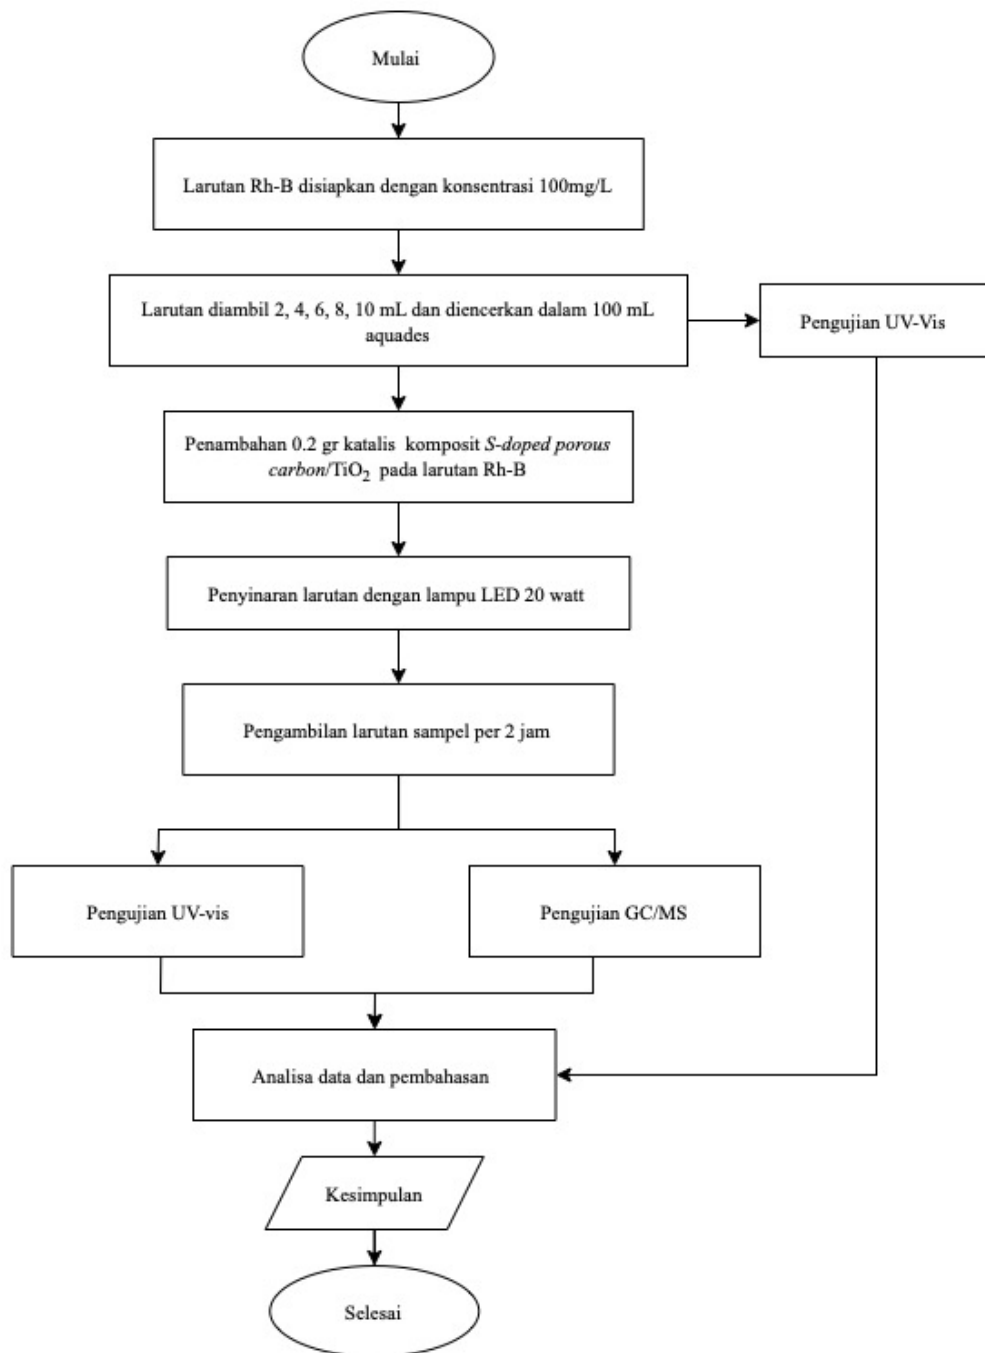 Mulai
Larutan Rh-B disiapkan dengan konsentrasi 100mg/L
Larutan diambil 2, 4, 6, 8, 10 mL dan diencerkan dalam 100 mL
aquades
Pengujian UV-Vis
Penambahan 0.2 gr katalis komposit S-doped porous
carbon/TiO₂ pada larutan Rh-B
Penyinaran larutan dengan lampu LED 20 watt
Pengambilan larutan sampel per 2 jam
Pengujian UV-vis
Pengujian GC/MS
Analisa data dan pembahasan
Kesimpulan
Selesai